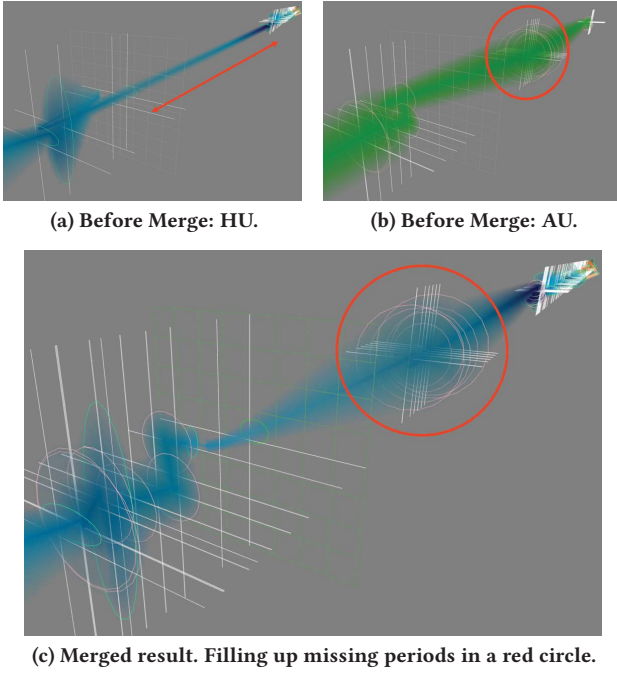 (a) Before Merge: HU.
(b) Before Merge: AU.
(c) Merged result. Filling up missing periods in a red circle.